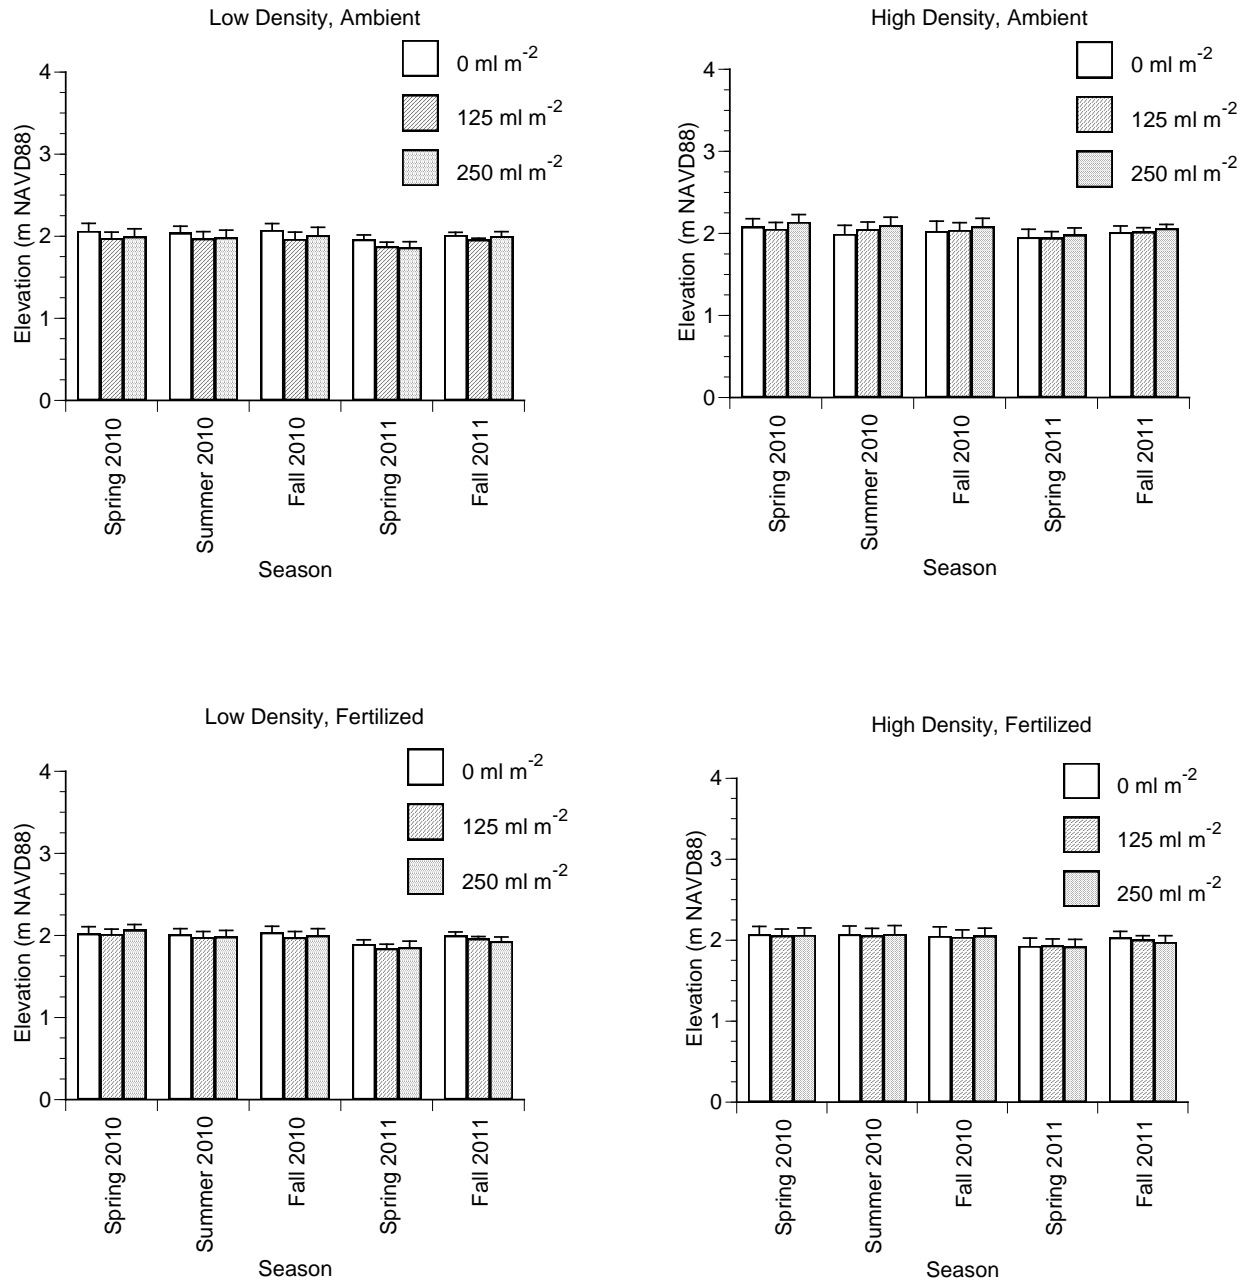 Low Density, Ambient
0 ml m-2
125 ml m-2
250 ml m-2
Elevation (m NAVD88)
4
3
2
1
0
Spring 2010
Summer 2010
Fall 2010
Spring 2011
Fall 2011
Season
High Density, Ambient
0 ml m-2
125 ml m-2
250 ml m-2
Elevation (m NAVD88)
4
3
2
1
0
Spring 2010
Summer 2010
Fall 2010
Spring 2011
Fall 2011
Season
Low Density, Fertilized
0 ml m-2
125 ml m-2
250 ml m-2
Elevation (m NAVD88)
4
3
2
1
0
Spring 2010
Summer 2010
Fall 2010
Spring 2011
Fall 2011
Season
High Density, Fertilized
0 ml m-2
125 ml m-2
250 ml m-2
Elevation (m NAVD88)
4
3
2
1
0
Spring 2010
Summer 2010
Fall 2010
Spring 2011
Fall 2011
Season